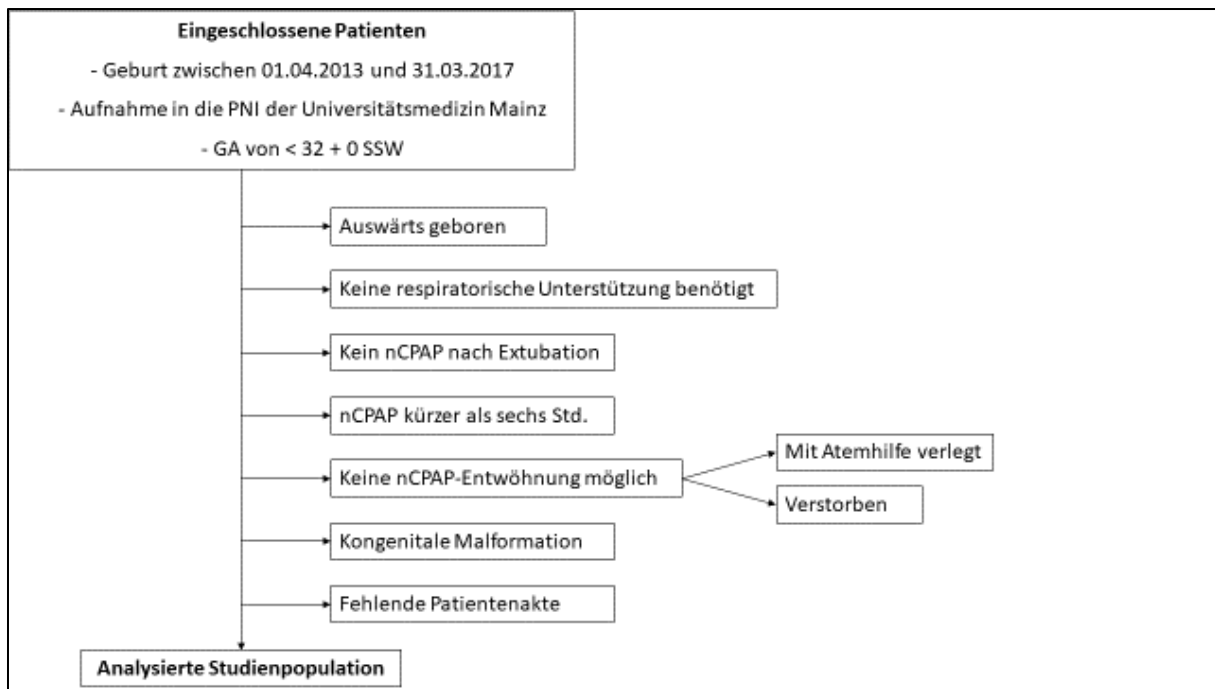 Eingeschlossene Patienten
- Geburt zwischen 01.04.2013 und 31.03.2017
- Aufnahme in die PNI der Universitätsmedizin Mainz
- GA von < 32 + 0 SSW
Auswärts geboren
Keine respiratorische Unterstützung benötigt
Kein nCPAP nach Extubation
nCPAP kürzer als sechs Std.
Keine nCPAP-Entwöhnung möglich
Mit Atemhilfe verlegt
Verstorben
Kongenitale Malformation
Fehlende Patientenakte
Analysierte Studienpopulation